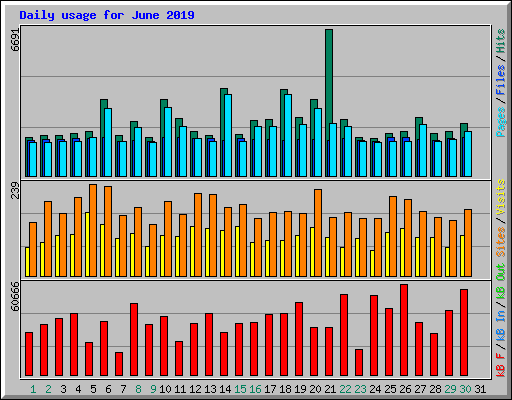 Daily usage for June 2019
6691
239
60666
Pages / Files / Hits
Sites / Visits
kB F / kB In / kB Out
1 2 3 4 5 6 7 8 9 10 11 12 13 14 15 16 17 18 19 20 21 22 23 24 25 26 27 28 29 30 31